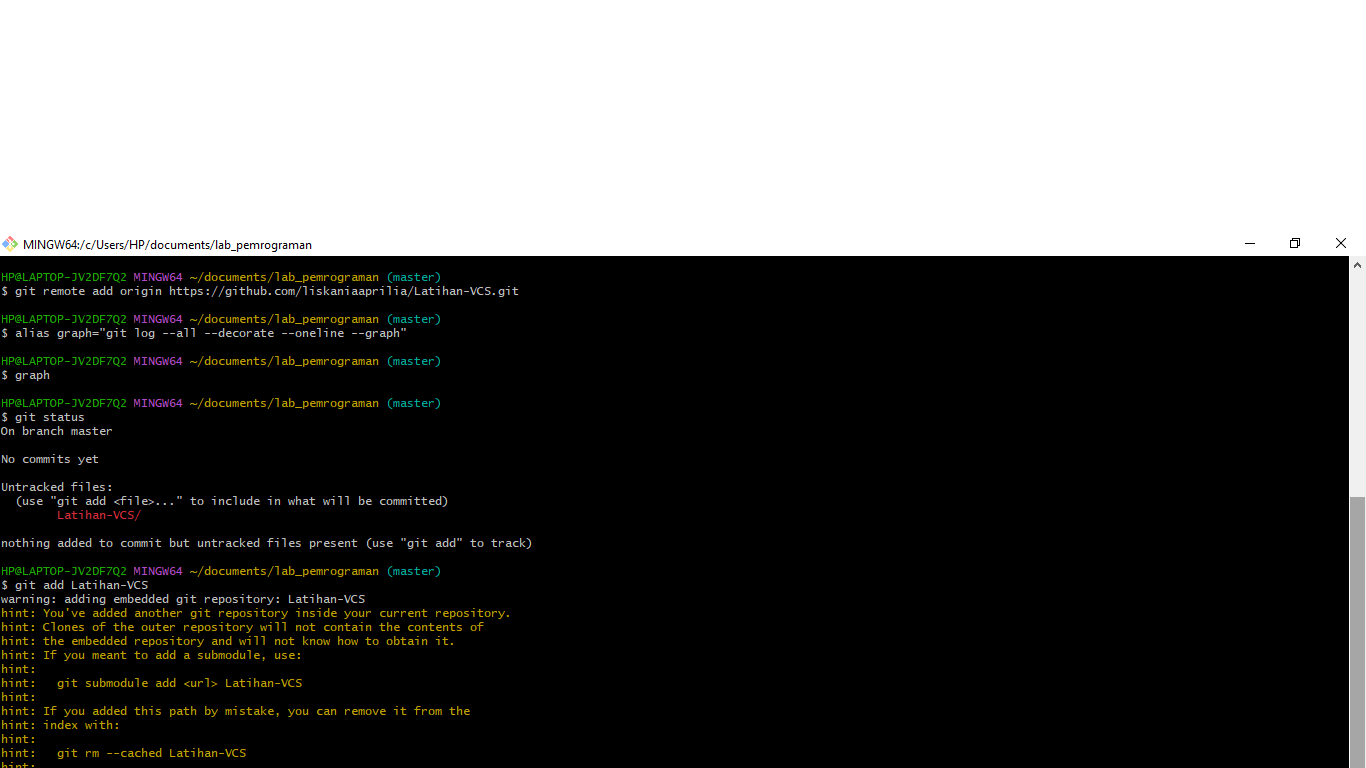 MINGW64:/c/Users/HP/documents/lab_pemrograman
HP@LAPTOP-JV2DF7Q2 MINGW64 ~/documents/lab_pemrograman (master)
$ git remote add origin https://github.com/liskaniaaprilia/Latihan-VCS.git
HP@LAPTOP-JV2DF7Q2 MINGW64 ~/documents/lab_pemrograman (master)
$ alias graph="git log --all --decorate --oneline --graph"
HP@LAPTOP-JV2DF7Q2 MINGW64 ~/documents/lab_pemrograman (master)
$ graph
HP@LAPTOP-JV2DF7Q2 MINGW64 ~/documents/lab_pemrograman (master)
$ git status
On branch master
No commits yet
Untracked files:
  (use "git add <file>..." to include in what will be committed)
        Latihan-VCS/
nothing added to commit but untracked files present (use "git add" to track)
HP@LAPTOP-JV2DF7Q2 MINGW64 ~/documents/lab_pemrograman (master)
$ git add Latihan-VCS
warning: adding embedded git repository: Latihan-VCS
hint: You've added another git repository inside your current repository.
hint: Clones of the outer repository will not contain the contents of
hint: the embedded repository and will not know how to obtain it.
hint: If you meant to add a submodule, use:
hint:
hint:   git submodule add <url> Latihan-VCS
hint:
hint: If you added this path by mistake, you can remove it from the
hint: index with:
hint:
hint:   git rm --cached Latihan-VCS
hint: